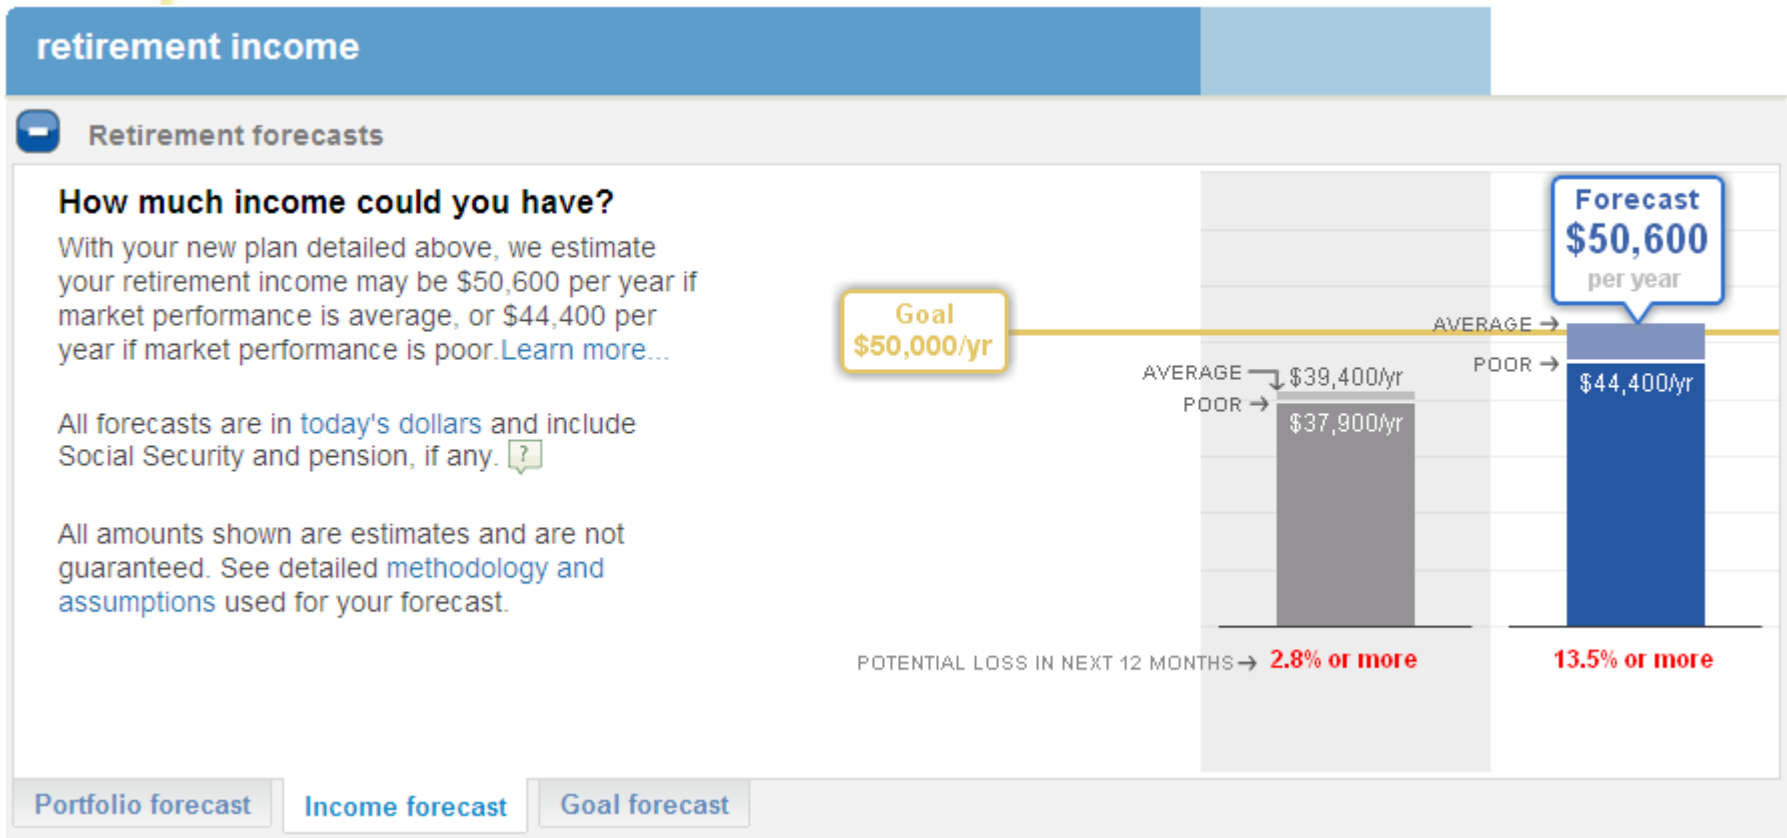 retirement income
Retirement forecasts
How much income could you have?
With your new plan detailed above, we estimate
your retirement income may be $50,600 per year if
market performance is average, or $44,400 per
year if market performance is poor.Learn more...
All forecasts are in today's dollars and include
Social Security and pension, if any. ?
All amounts shown are estimates and are not
guaranteed. See detailed methodology and
assumptions used for your forecast.
Goal
$50,000/yr
AVERAGE → $39,400/yr
POOR →
$37,900/yr
Forecast
$50,600
per year
AVERAGE →
POOR →
$44,400/yr
POTENTIAL LOSS IN NEXT 12 MONTHS → 2.8% or more 13.5% or more
Portfolio forecast
Income forecast
Goal forecast